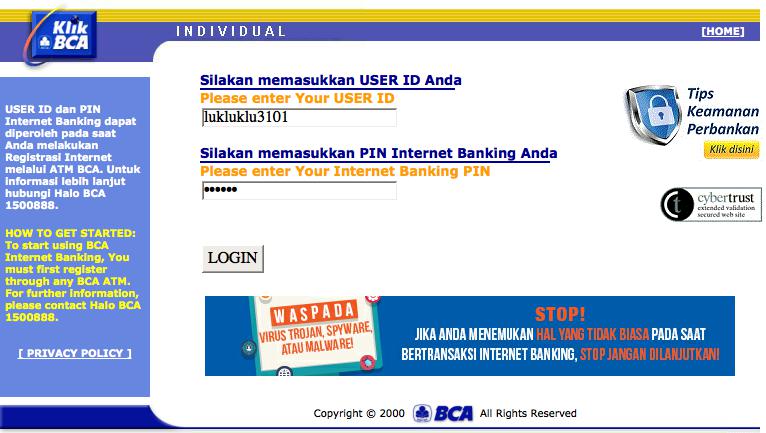 Klik
BCA
INDIVIDUAL
[HOME]
USER ID dan PIN
Internet Banking dapat
diperoleh pada saat
Anda melakukan
Registrasi Internet
melalui ATM BCA. Untuk
informasi lebih lanjut
hubungi Halo BCA
1500888.
HOW TO GET STARTED:
To start using BCA
Internet Banking, You
must first register
through any BCA ATM.
For further information,
please contact Halo BCA
1500888.
[ PRIVACY POLICY ]
Silakan memasukkan USER ID Anda
Please enter Your USER ID
lukluklu3101
Silakan memasukkan PIN Internet Banking Anda
Please enter Your Internet Banking PIN
••••••
LOGIN
Tips
Keamanan
Perbankan
Klik disini
cybertrust
extended validation
secured web site
WASPADA
VIRUS TROJAN, SPYWARE,
ATAU MALWARE!
STOP!
JIKA ANDA MENEMUKAN HAL YANG TIDAK BIASA PADA SAAT
BERTRANSAKSI INTERNET BANKING, STOP JANGAN DILANJUTKAN!
Copyright © 2000 BCA All Rights Reserved